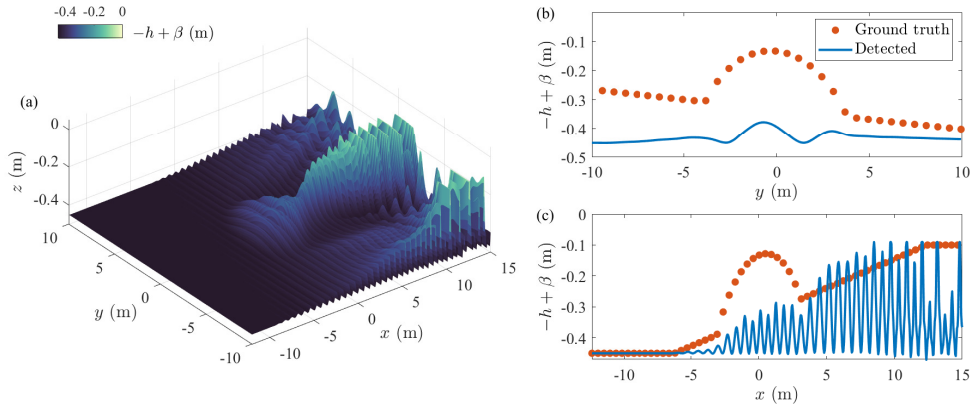 -0.4 -0.2 0
−h + β (m)
(a)
0
-0.2
-0.4
z (m)
10
5
0
-5
-10
y (m)
-10
-5
0
5
10
15
x (m)
(b)
-0.1
-0.2
-0.3
-0.4
-0.5
−h + β (m)
Ground truth
Detected
-10 -5 0 5 10
y (m)
(c)
-0.1
-0.2
-0.3
-0.4
−h + β (m)
-10 -5 0 5 10 15
x (m)